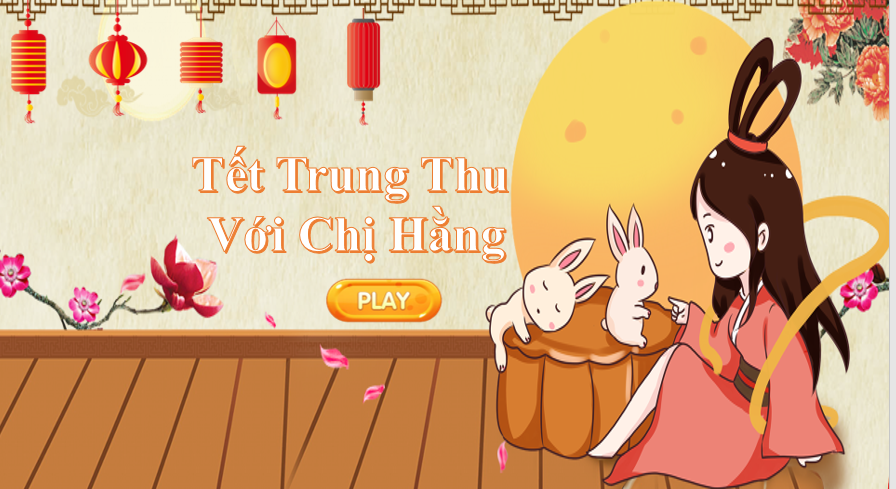 Tết Trung Thu
Với Chị Hằng
PLAY